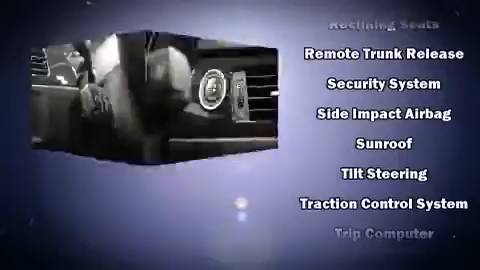 Reclining Seats
Remote Trunk Release
Security System
Side Impact Airbag
Sunroof
Tilt Steering
Traction Control System
Trip Computer